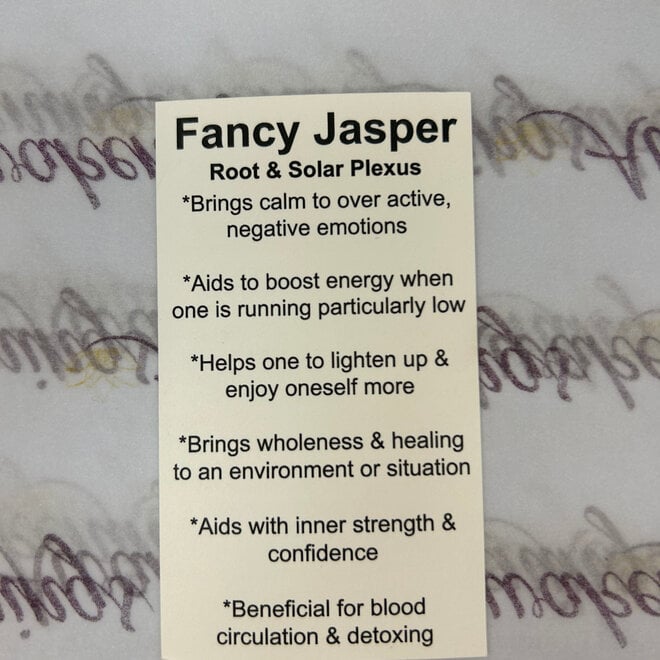 Fancy Jasper
Root & Solar Plexus
*Brings calm to over active,
negative emotions
*Aids to boost energy when
one is running particularly low
*Helps one to lighten up &
enjoy oneself more
*Brings wholeness & healing
to an environment or situation
*Aids with inner strength &
confidence
*Beneficial for blood
circulation & detoxing